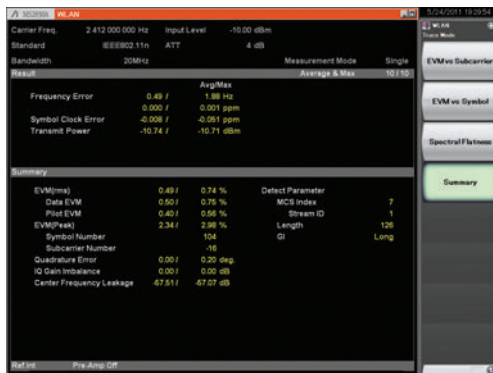 MS2690A WLAN
5/24/2011 19:29:54
Carrier Freq. 2 412 000 000 Hz Input Level -10.00 dBm
Standard IEEE802.11n ATT 4 dB
Bandwidth 20MHz Measurement Mode Single
Result Average & Max 10 / 10
Avg/Max
Frequency Error 0.49 / 1.98 Hz
0.000 / 0.001 ppm
Symbol Clock Error -0.008 / -0.051 ppm
Transmit Power -10.74 / -10.71 dBm
Summary
EVM(rms) 0.49 / 0.74 % Detect Parameter
Data EVM 0.50 / 0.75 % MCS Index 7
Pilot EVM 0.40 / 0.56 % Stream ID 1
EVM(Peak) 2.34 / 2.98 % Length 126
Symbol Number 104 GI Long
Subcarrier Number -16
Quadrature Error 0.00 / 0.20 deg.
IQ Gain Imbalance 0.00 / 0.00 dB
Center Frequency Leakage -67.51 / -67.07 dB
Ref.Int Pre-Amp Off
WLAN
Trace Mode
EVM vs Subcarrier
EVM vs Symbol
Spectral Flatness
Summary